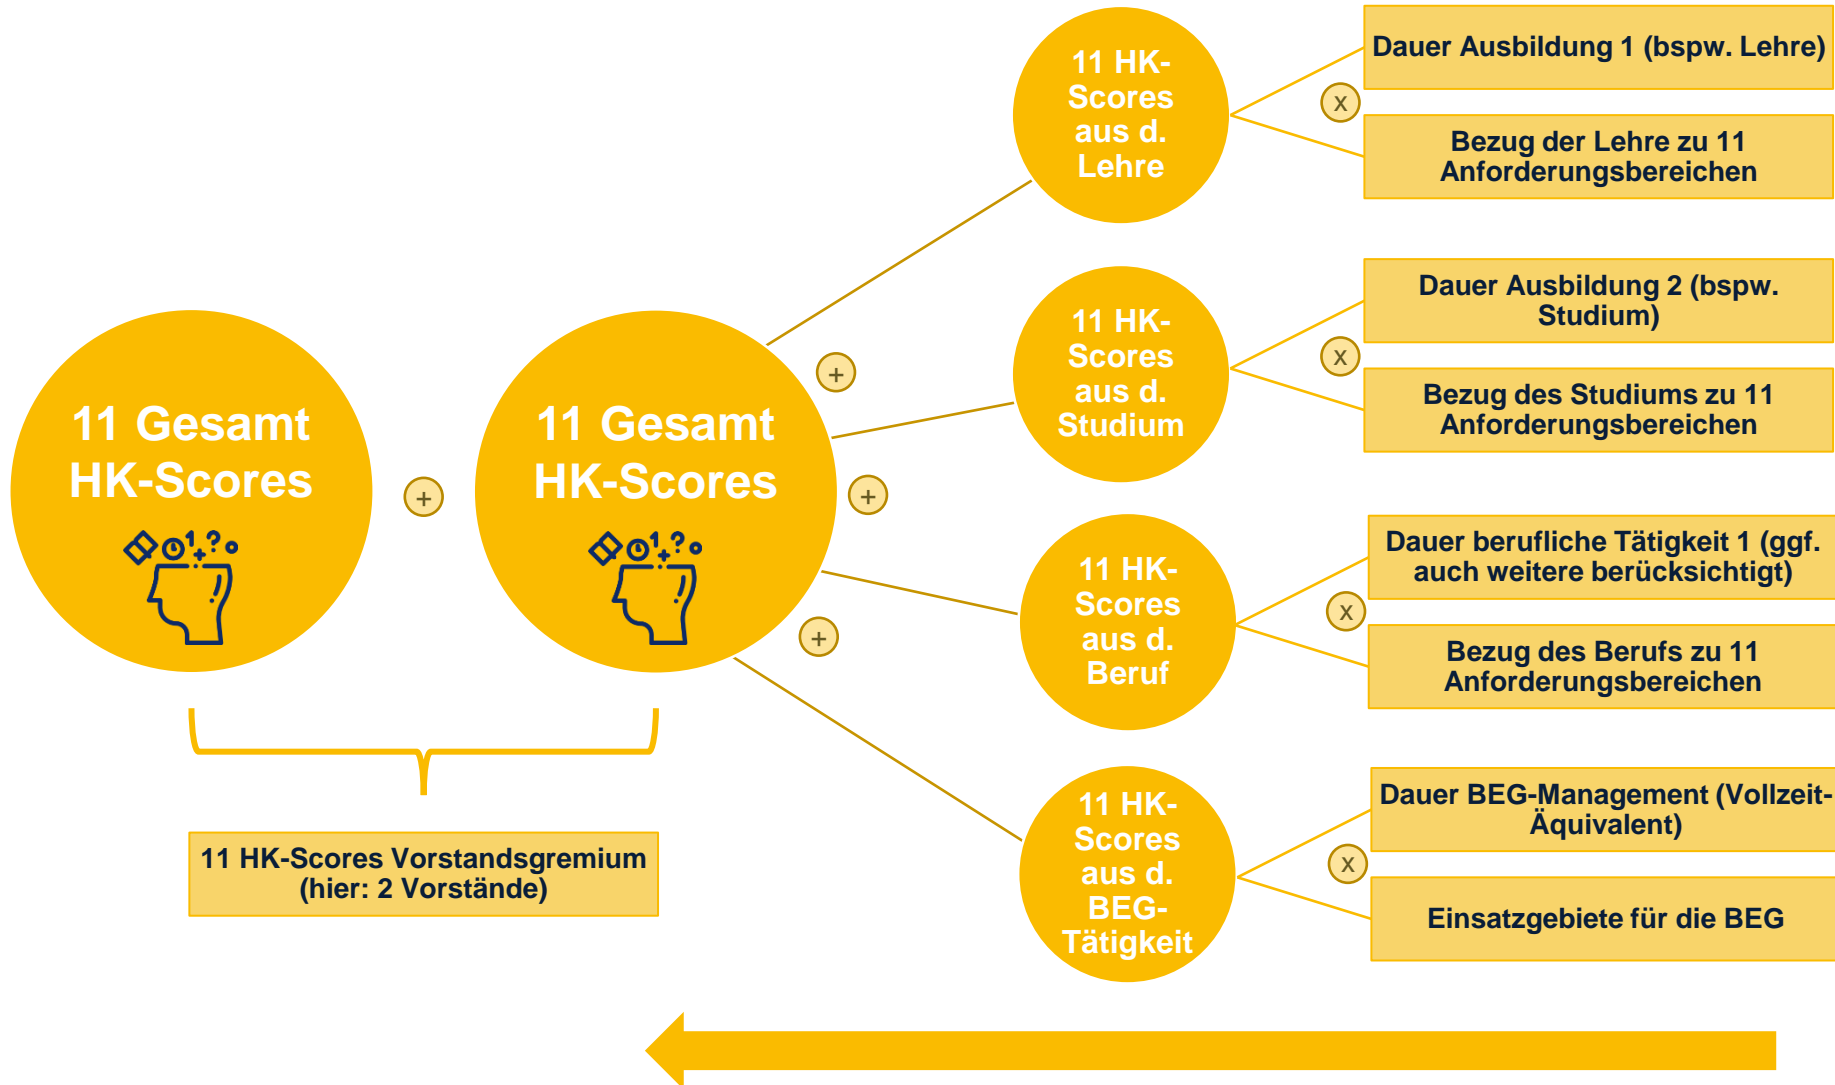 11 Gesamt
HK-Scores
+
11 Gesamt
HK-Scores
11 HK-Scores Vorstandsgremium
(hier: 2 Vorstände)
+
+
+
11 HK-
Scores
aus d.
Lehre
Dauer Ausbildung 1 (bspw. Lehre)
x
Bezug der Lehre zu 11
Anforderungsbereichen
11 HK-
Scores
aus d.
Studium
Dauer Ausbildung 2 (bspw.
Studium)
x
Bezug des Studiums zu 11
Anforderungsbereichen
11 HK-
Scores
aus d.
Beruf
Dauer berufliche Tätigkeit 1 (ggf.
auch weitere berücksichtigt)
x
Bezug des Berufs zu 11
Anforderungsbereichen
11 HK-
Scores
aus d.
BEG-
Tätigkeit
Dauer BEG-Management (Vollzeit-
Äquivalent)
x
Einsatzgebiete für die BEG